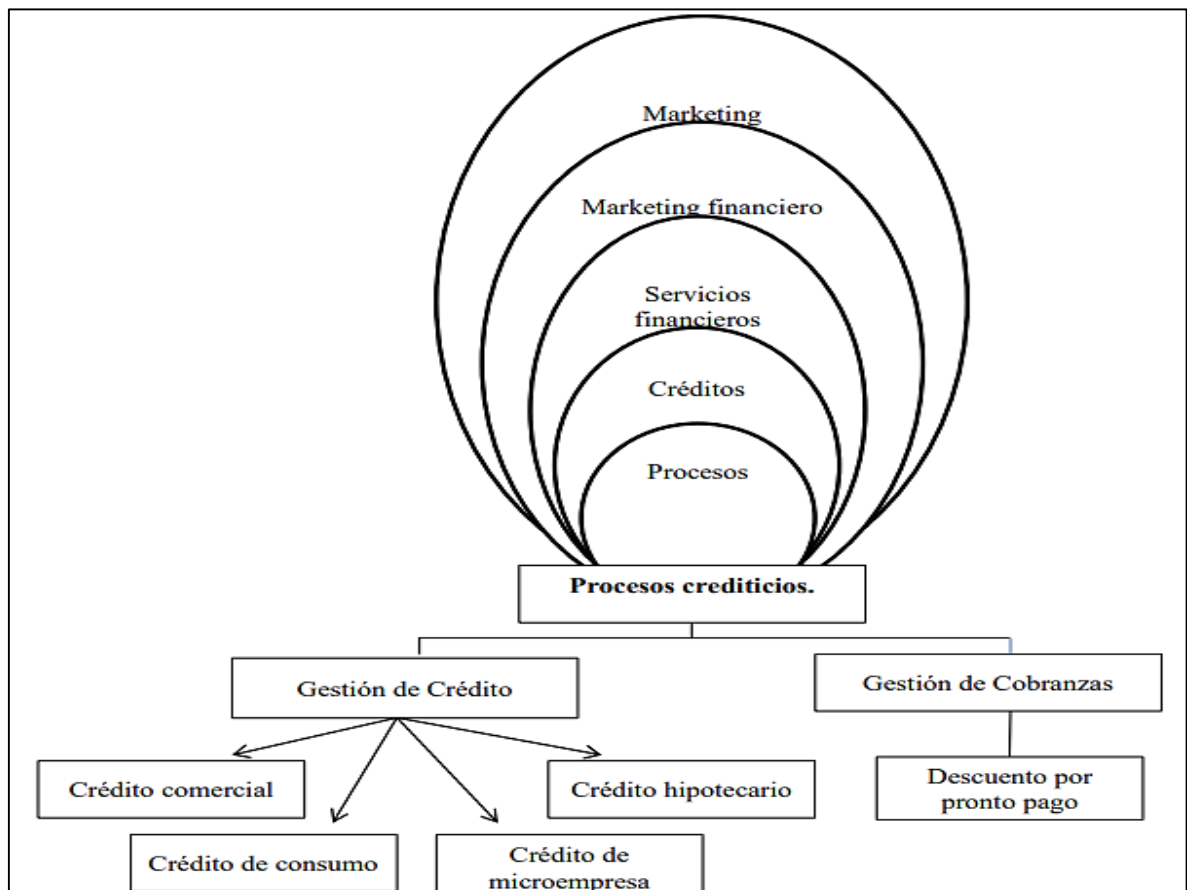 Marketing
Marketing financiero
Servicios
financieros
Créditos
Procesos
Procesos crediticios.
Gestión de Crédito
Gestión de Cobranzas
Crédito comercial
Crédito hipotecario
Descuento por
pronto pago
Crédito de consumo
Crédito de
microempresa